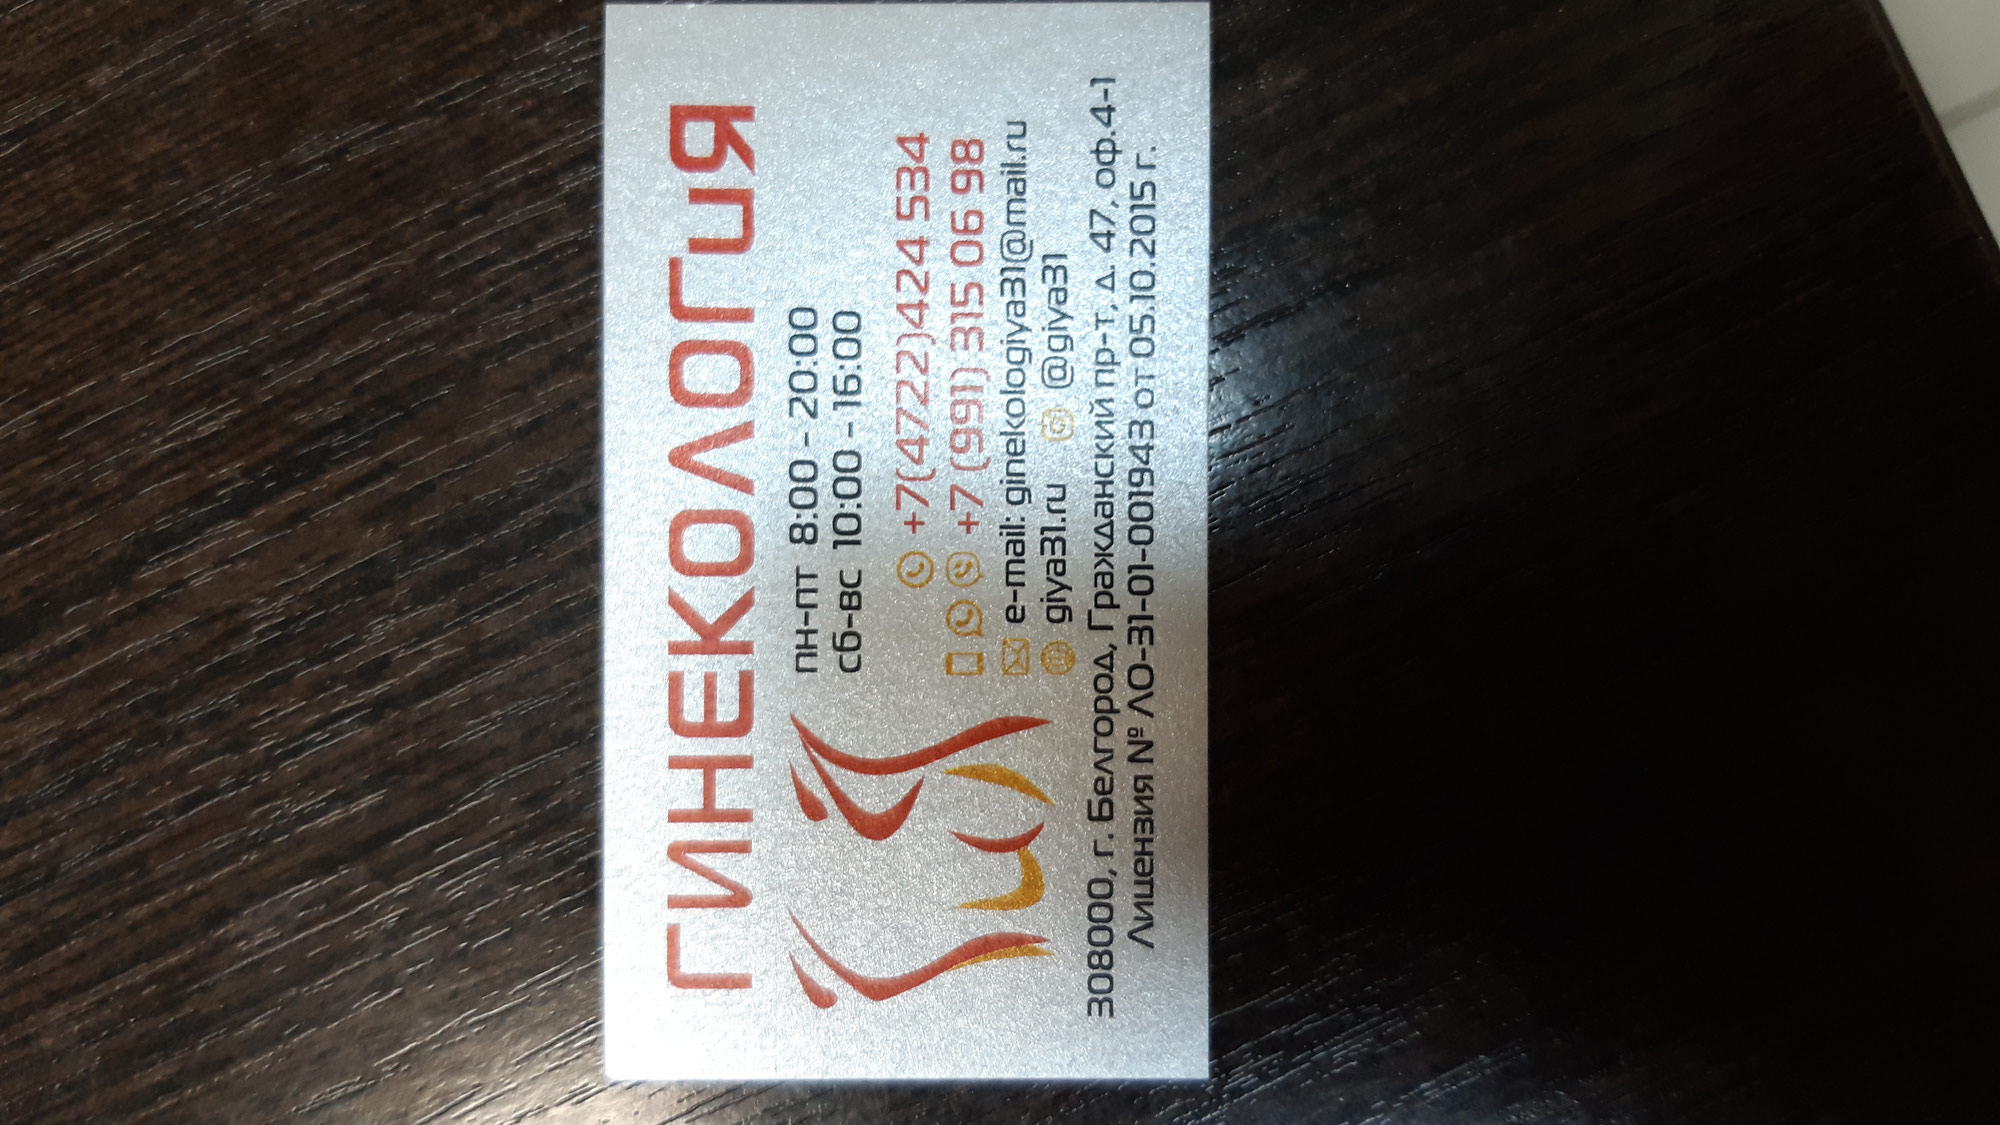 ГИНЕКОЛОГИЯ
пн-пт 8:00 - 20:00
сб-вс 10:00 - 16:00
+7(4722)424 534
+7 (991) 315 06 98
e-mail: ginekologiya31@mail.ru
giya31.ru @giya31
308000, г. Белгород, Гражданский пр-т, д. 47, оф.4-1
Лицензия № ЛО-31-01-001943 от 05.10.2015 г.